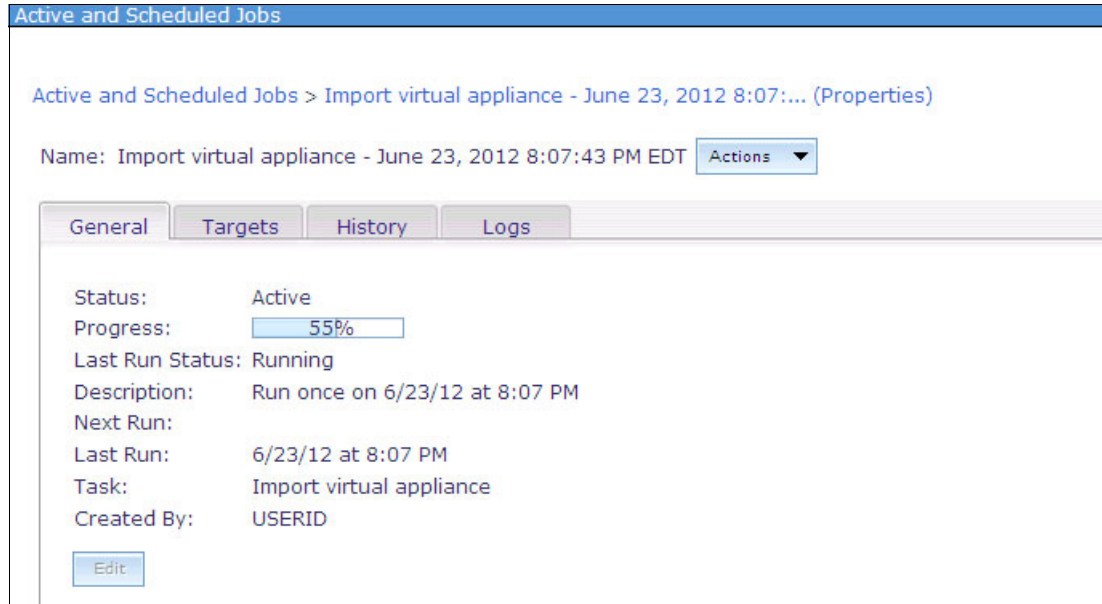 Active and Scheduled Jobs
Active and Scheduled Jobs > Import virtual appliance - June 23, 2012 8:07:... (Properties)
Name: Import virtual appliance - June 23, 2012 8:07:43 PM EDT Actions
General Targets History Logs
Status: Active
Progress: 55%
Last Run Status: Running
Description: Run once on 6/23/12 at 8:07 PM
Next Run:
Last Run: 6/23/12 at 8:07 PM
Task: Import virtual appliance
Created By: USERID
Edit